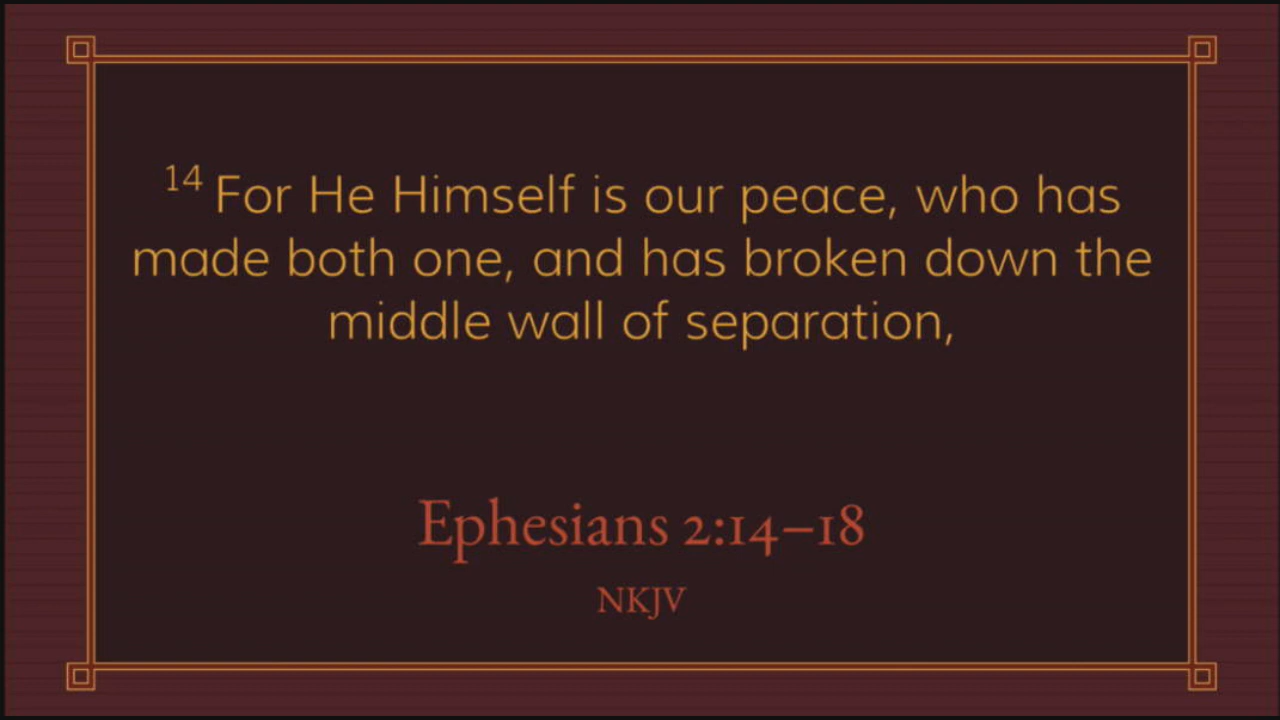 14 For He Himself is our peace, who has
made both one, and has broken down the
middle wall of separation,
Ephesians 2:14–18
NKJV